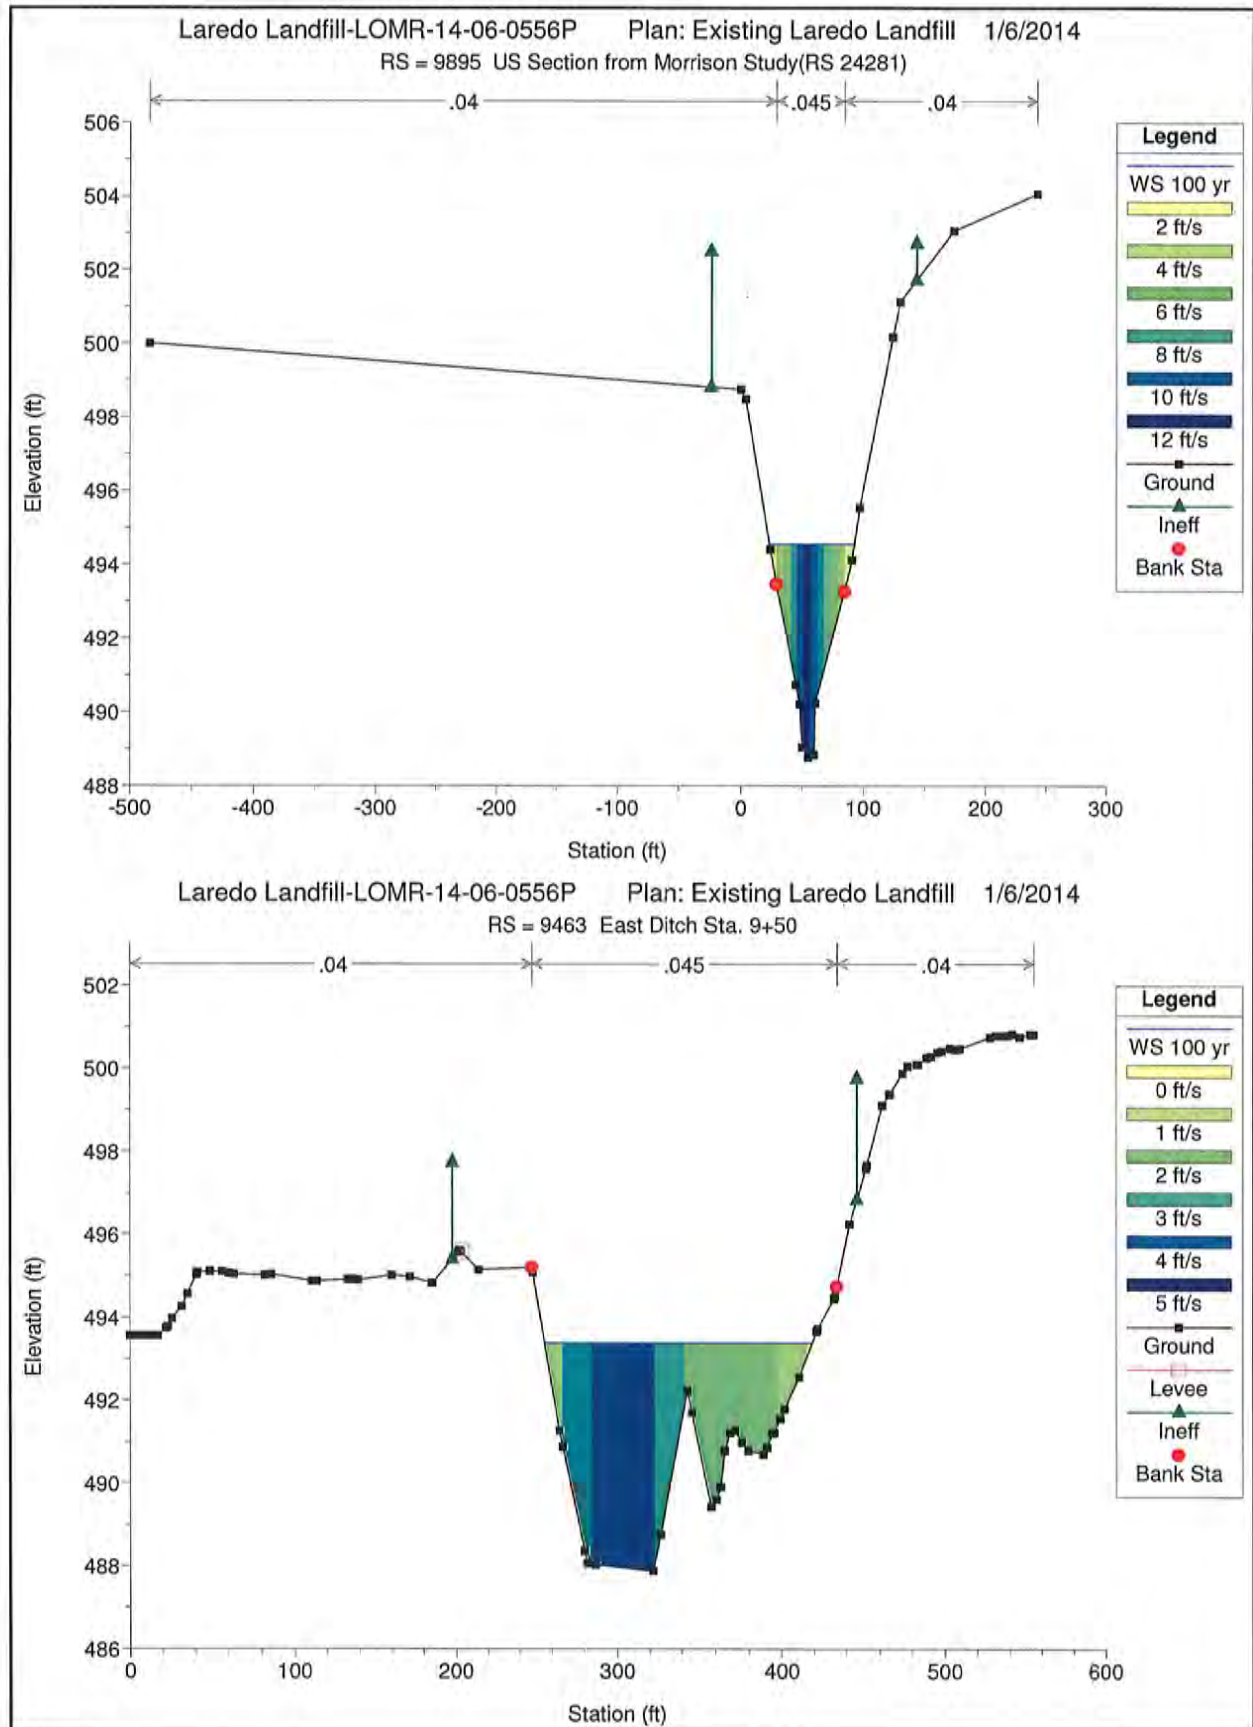 Laredo Landfill-LOMR-14-06-0556P Plan: Existing Laredo Landfill 1/6/2014
RS = 9895 US Section from Morrison Study(RS 24281)
.04 .045 .04
506
504
502
500
498
496
494
492
490
488
Elevation (ft)
-500 -400 -300 -200 -100 0 100 200 300
Station (ft)
Legend
WS 100 yr
2 ft/s
4 ft/s
6 ft/s
8 ft/s
10 ft/s
12 ft/s
Ground
Ineff
Bank Sta
Laredo Landfill-LOMR-14-06-0556P Plan: Existing Laredo Landfill 1/6/2014
RS = 9463 East Ditch Sta. 9+50
.04 .045 .04
502
500
498
496
494
492
490
488
486
Elevation (ft)
0 100 200 300 400 500 600
Station (ft)
Legend
WS 100 yr
0 ft/s
1 ft/s
2 ft/s
3 ft/s
4 ft/s
5 ft/s
Ground
Levee
Ineff
Bank Sta